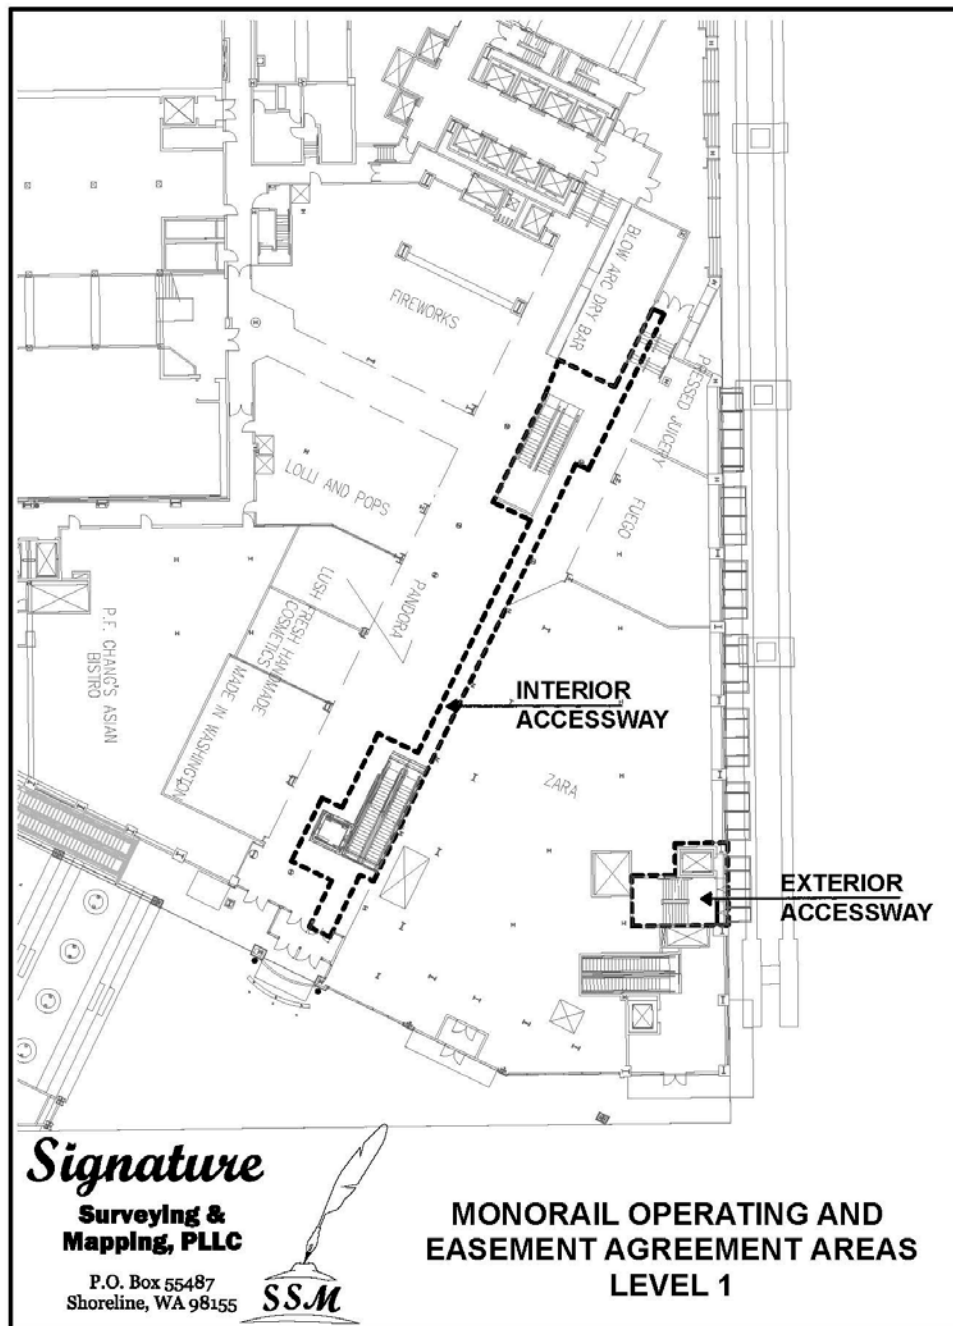 BLOW ARC DRY BAR
FIREWORKS
PRESSED JUICERY
LOLLI AND POPS
FUEGO
LUSH
FRESH HANDMADE
COSMETICS
PANDORA
P.F. CHANG'S ASIAN
BISTRO
MADE IN WASHINGTON
INTERIOR
ACCESSWAY
ZARA
EXTERIOR
ACCESSWAY
Signature
Surveying &
Mapping, PLLC
P.O. Box 55487
Shoreline, WA 98155
SSM
MONORAIL OPERATING AND
EASEMENT AGREEMENT AREAS
LEVEL 1